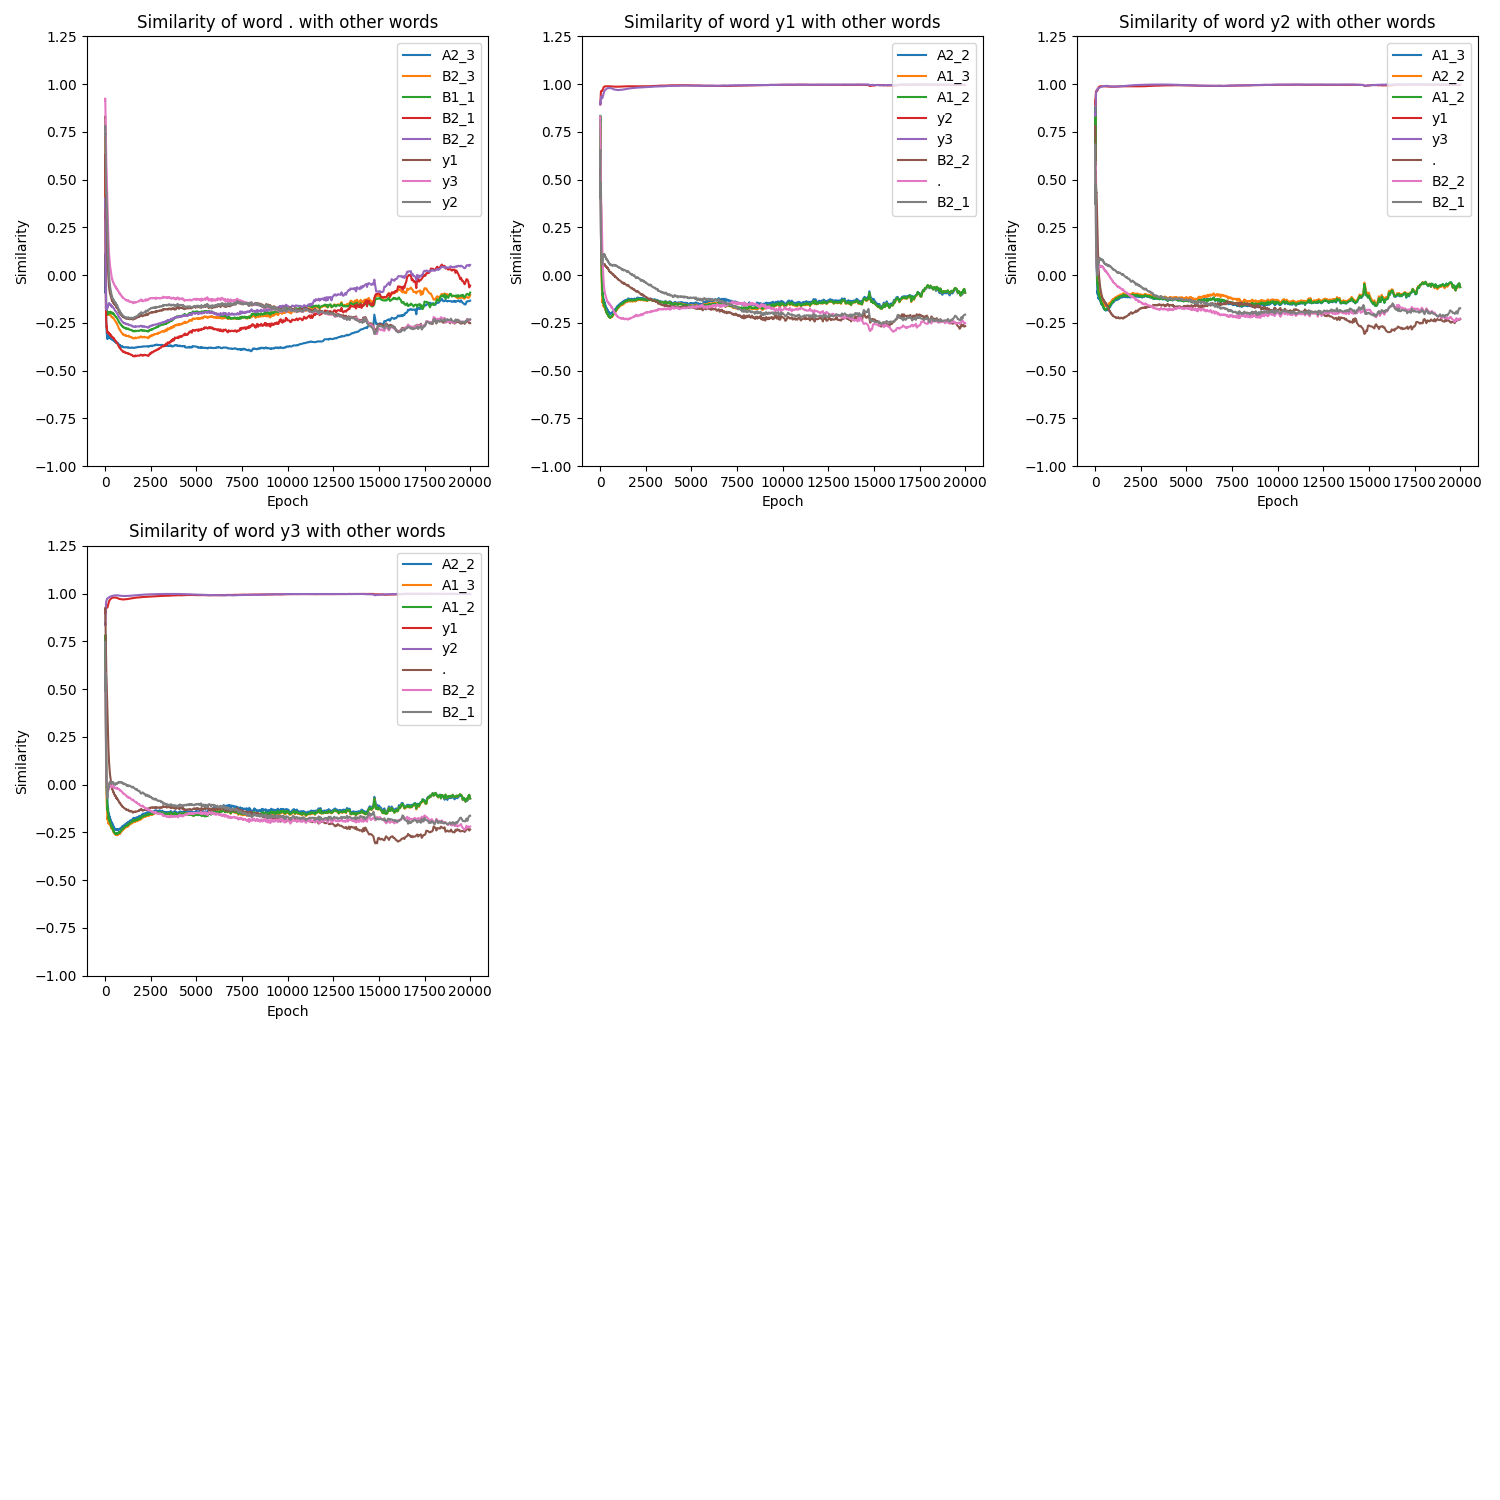 Similarity of word . with other words
1.25
1.00
0.75
0.50
0.25
0.00
−0.25
−0.50
−0.75
−1.00
Similarity
0 2500 5000 7500 10000 12500 15000 17500 20000
Epoch
A2_3
B2_3
B1_1
B2_1
B2_2
y1
y3
y2
Similarity of word y1 with other words
1.25
1.00
0.75
0.50
0.25
0.00
−0.25
−0.50
−0.75
−1.00
Similarity
0 2500 5000 7500 10000 12500 15000 17500 20000
Epoch
A2_2
A1_3
A1_2
y2
y3
B2_2
.
B2_1
Similarity of word y2 with other words
1.25
1.00
0.75
0.50
0.25
0.00
−0.25
−0.50
−0.75
−1.00
Similarity
0 2500 5000 7500 10000 12500 15000 17500 20000
Epoch
A1_3
A2_2
A1_2
y1
y3
.
B2_2
B2_1
Similarity of word y3 with other words
1.25
1.00
0.75
0.50
0.25
0.00
−0.25
−0.50
−0.75
−1.00
Similarity
0 2500 5000 7500 10000 12500 15000 17500 20000
Epoch
A2_2
A1_3
A1_2
y1
y2
.
B2_2
B2_1